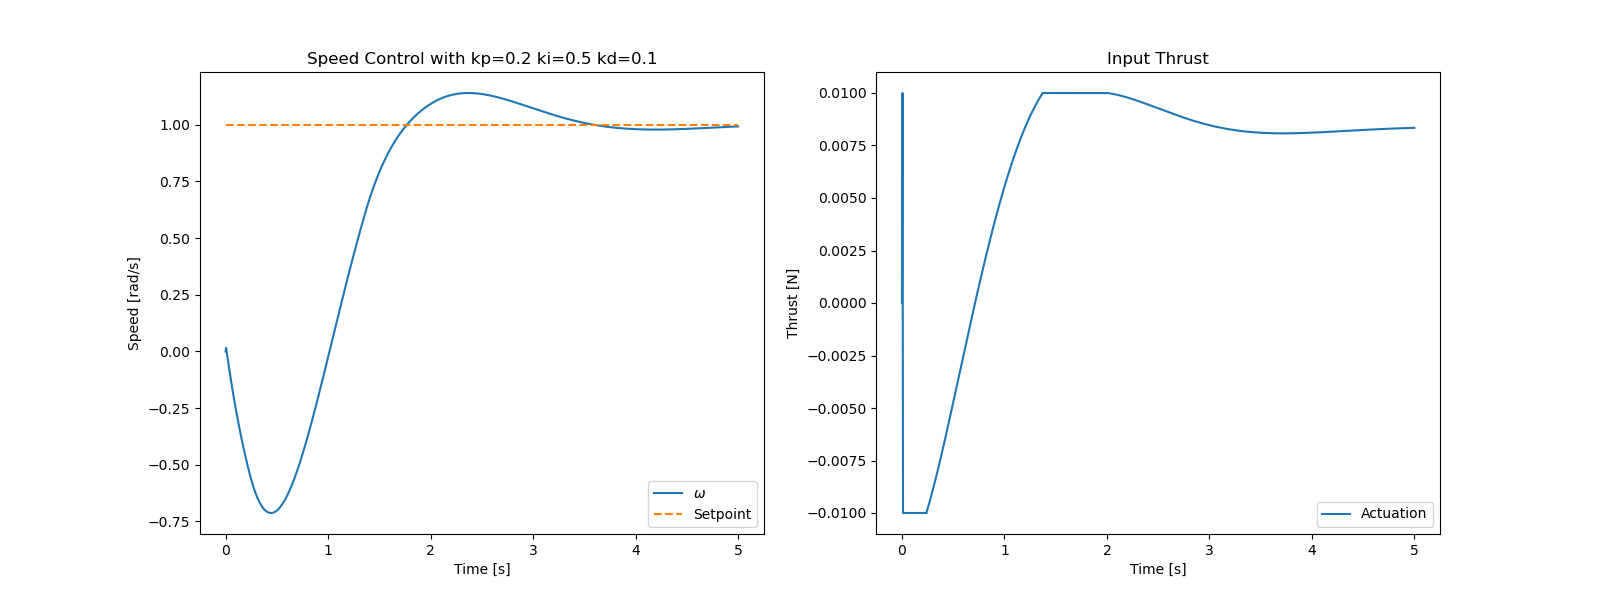 Speed Control with kp=0.2 ki=0.5 kd=0.1
1.00
0.75
0.50
0.25
0.00
−0.25
−0.50
−0.75
Speed [rad/s]
0 1 2 3 4 5
Time [s]
ω
Setpoint
Input Thrust
0.0100
0.0075
0.0050
0.0025
0.0000
−0.0025
−0.0050
−0.0075
−0.0100
Thrust [N]
0 1 2 3 4 5
Time [s]
Actuation